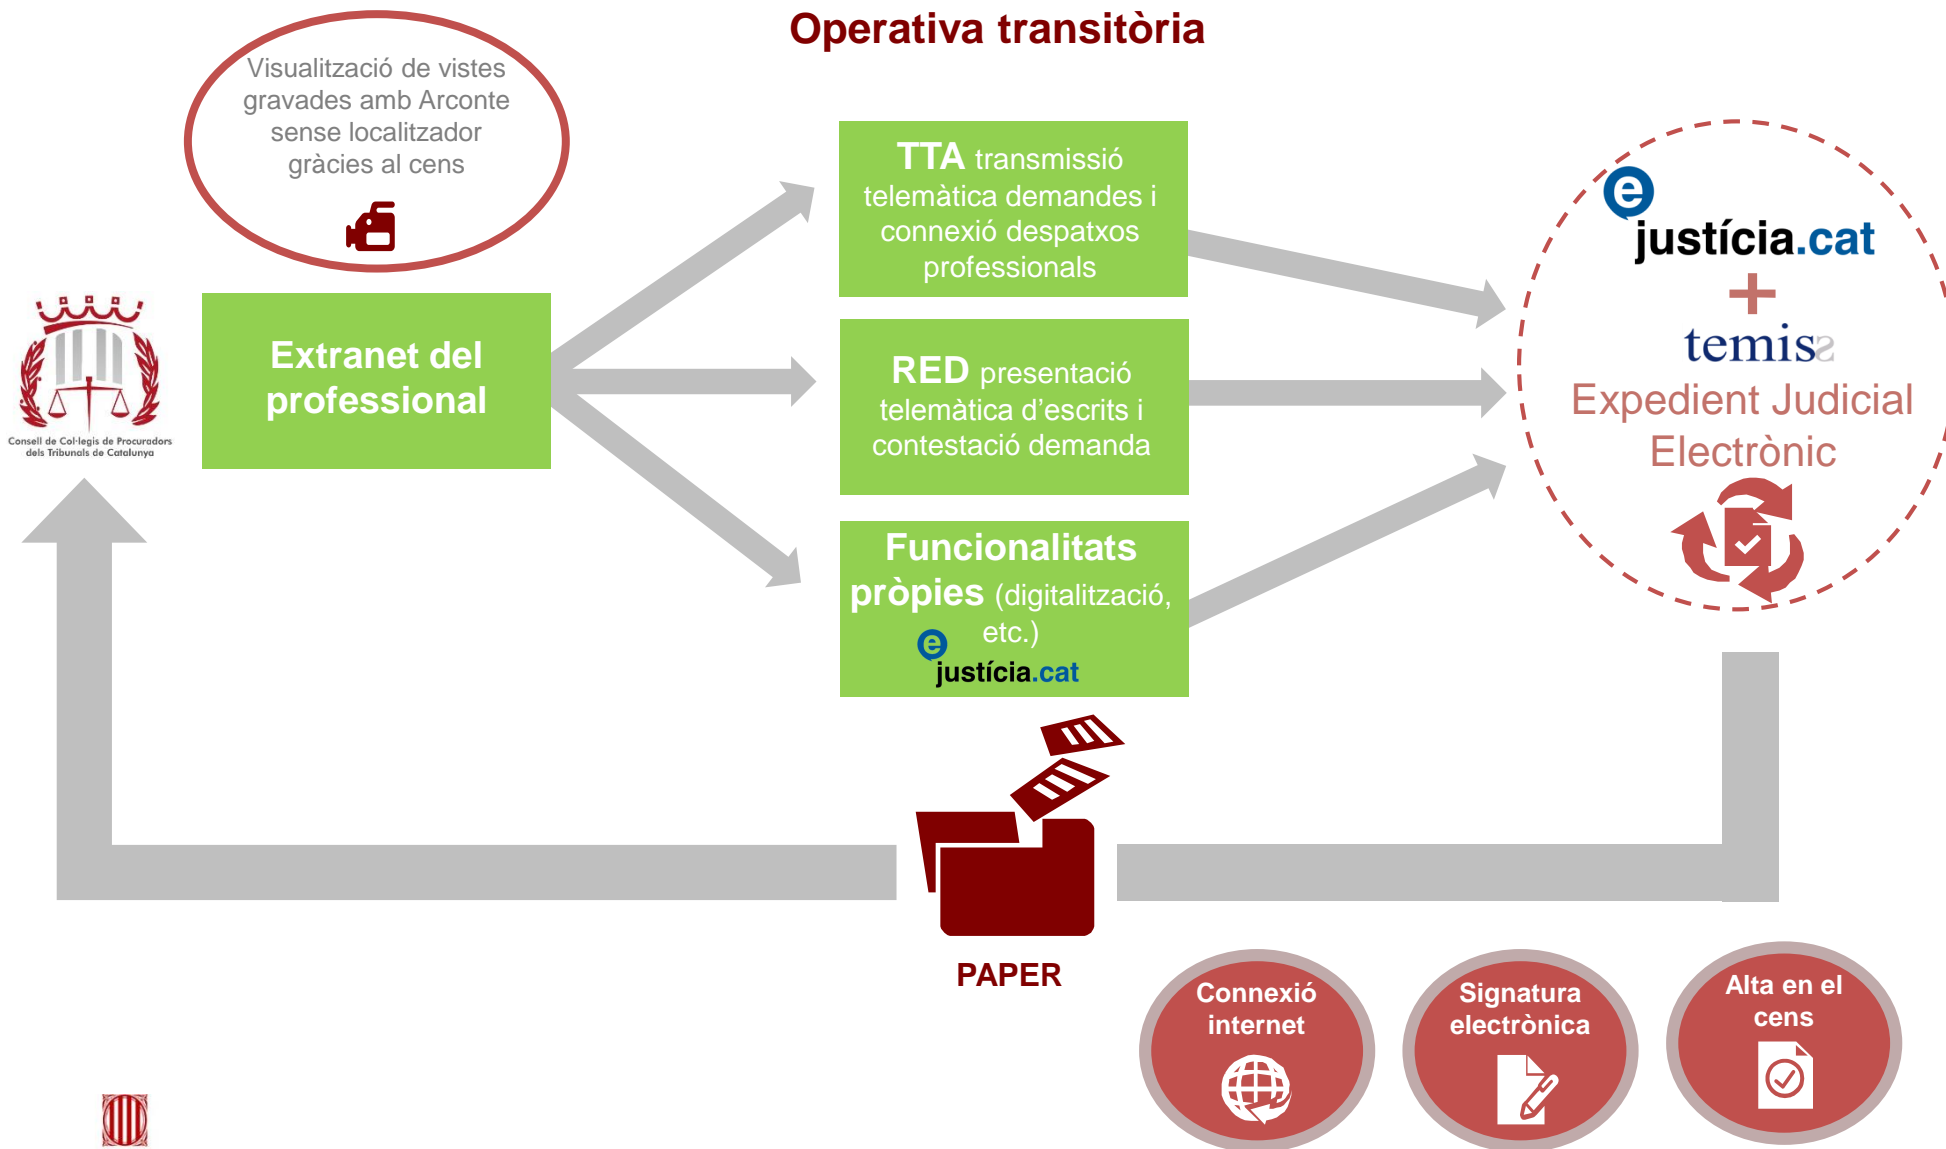 Operativa transitòria
Visualització de vistes
gravades amb Arconte
sense localitzador
gràcies al cens
Consell de Col·legis de Procuradors
dels Tribunals de Catalunya
Extranet del
professional
TTA transmissió
telemàtica demandes i
connexió despatxos
professionals
RED presentació
telemàtica d'escrits i
contestació demanda
Funcionalitats
pròpies (digitalització,
etc.)
e
justícia.cat
e
justícia.cat
+
temis
Expedient Judicial
Electrònic
PAPER
Connexió
internet
Signatura
electrònica
Alta en el
cens